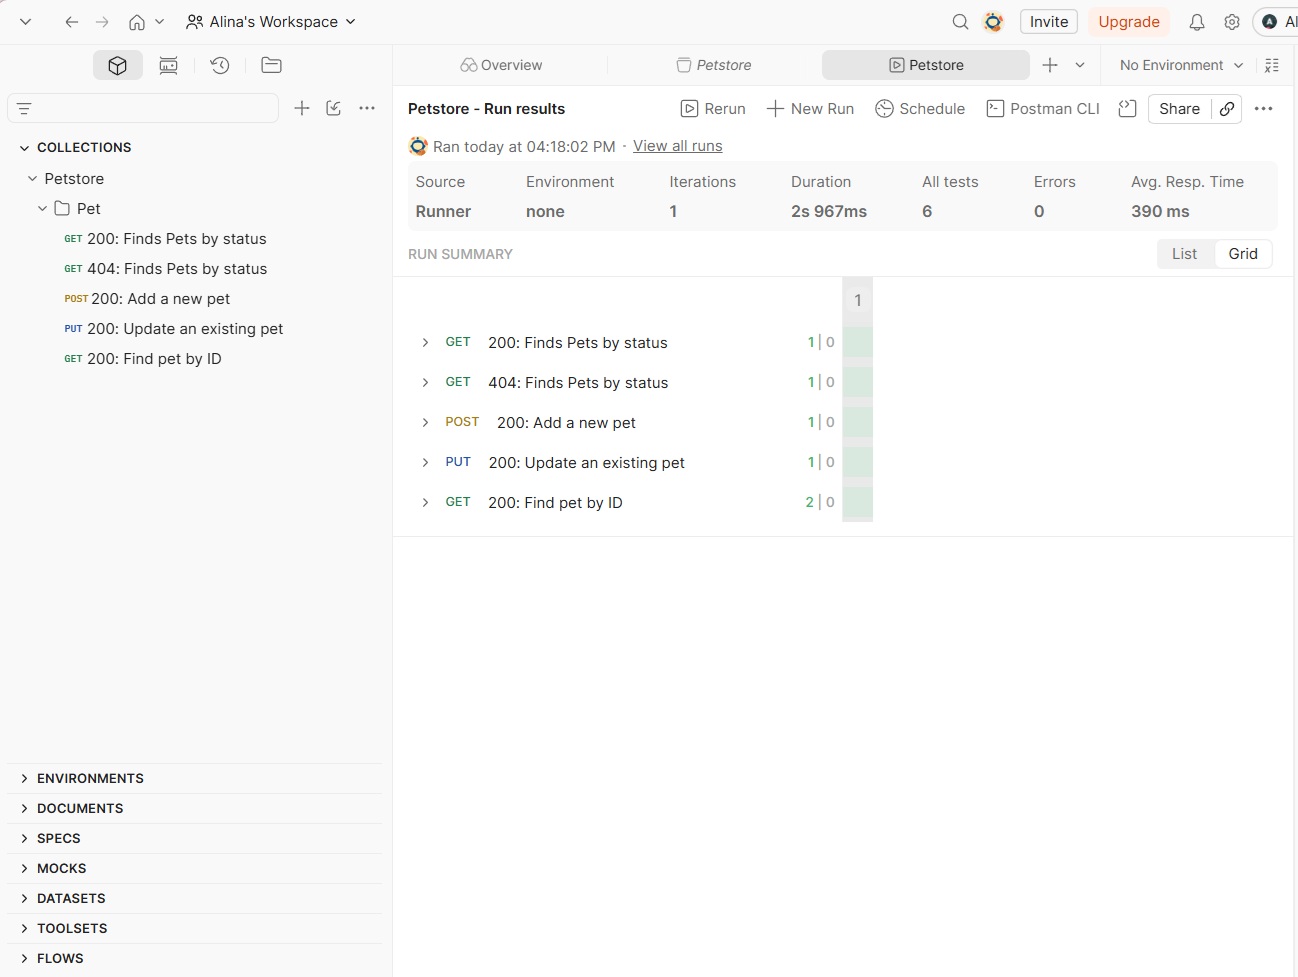 Alina's Workspace
Invite
Upgrade
A
Al
Overview
Petstore
Petstore
No Environment
Petstore - Run results
Rerun
New Run
Schedule
Postman CLI
Share
Ran today at 04:18:02 PM · View all runs
Source Environment Iterations Duration All tests Errors Avg. Resp. Time
Runner none 1 2s 967ms 6 0 390 ms
RUN SUMMARY
List Grid
1
GET 200: Finds Pets by status 1 | 0
GET 404: Finds Pets by status 1 | 0
POST 200: Add a new pet 1 | 0
PUT 200: Update an existing pet 1 | 0
GET 200: Find pet by ID 2 | 0
COLLECTIONS
Petstore
Pet
GET 200: Finds Pets by status
GET 404: Finds Pets by status
POST 200: Add a new pet
PUT 200: Update an existing pet
GET 200: Find pet by ID
ENVIRONMENTS
DOCUMENTS
SPECS
MOCKS
DATASETS
TOOLSETS
FLOWS